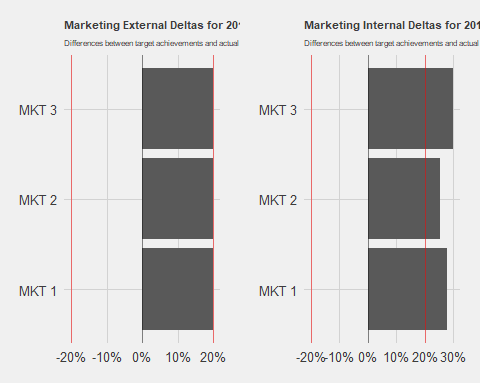 Marketing External Deltas for 201
Differences between target achievements and actual
MKT 3
MKT 2
MKT 1
-20% -10% 0% 10% 20%
Marketing Internal Deltas for 201
Differences between target achievements and actual
MKT 3
MKT 2
MKT 1
-20% -10% 0% 10% 20% 30%